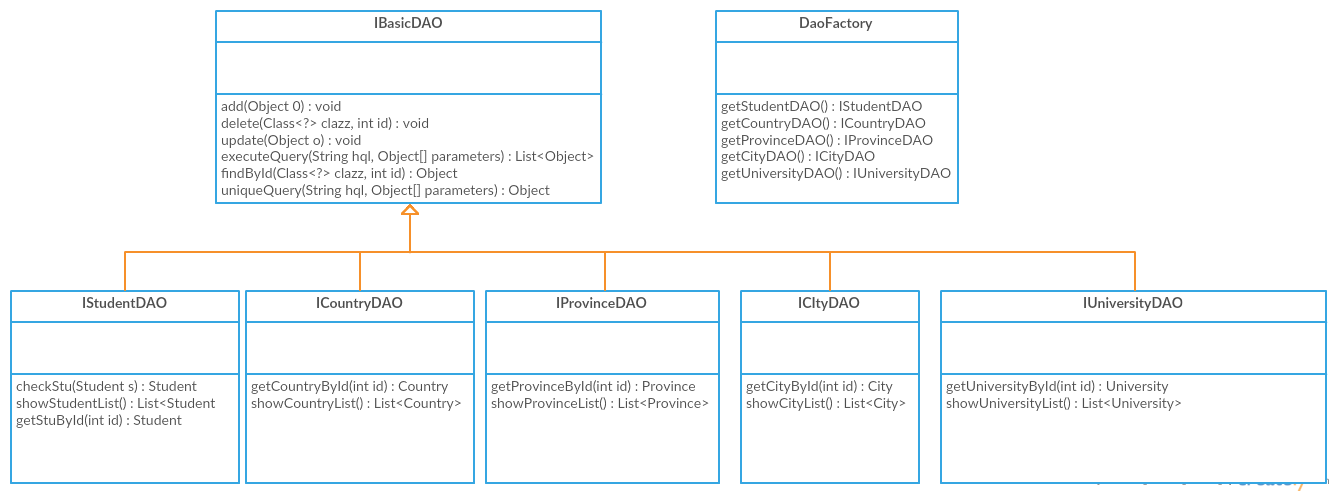 IBasicDAO
add(Object 0) : void
delete(Class<?> clazz, int id) : void
update(Object o) : void
executeQuery(String hql, Object[] parameters) : List<Object>
findById(Class<?> clazz, int id) : Object
uniqueQuery(String hql, Object[] parameters) : Object
DaoFactory
getStudentDAO() : IStudentDAO
getCountryDAO() : ICountryDAO
getProvinceDAO() : IProvinceDAO
getCityDAO() : ICityDAO
getUniversityDAO() : IUniversityDAO
IStudentDAO
checkStu(Student s) : Student
showStudentList() : List<Student
getStuById(int id) : Student
ICountryDAO
getCountryById(int id) : Country
showCountryList() : List<Country>
IProvinceDAO
getProvinceById(int id) : Province
showProvinceList() : List<Province>
ICItyDAO
getCityById(int id) : City
showCityList() : List<City>
IUniversityDAO
getUniversityById(int id) : University
showUniversityList() : List<University>